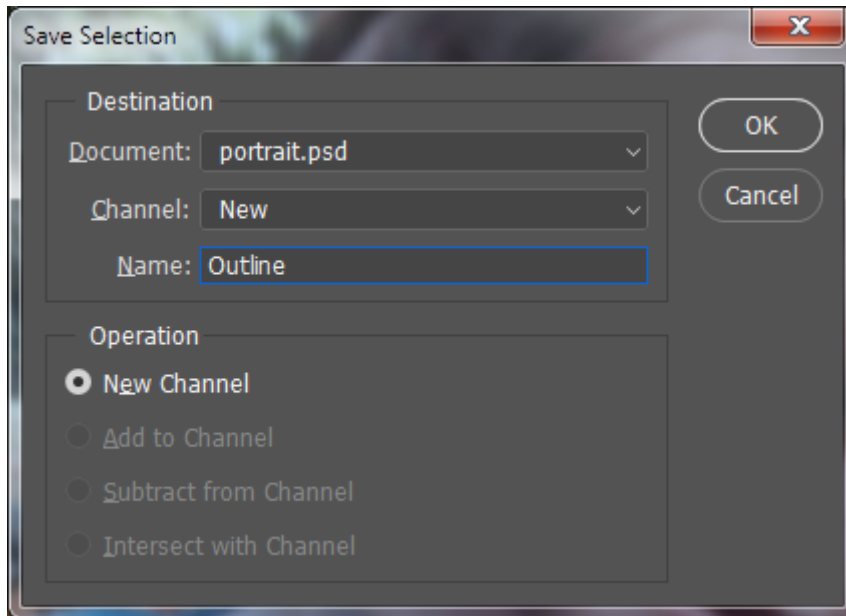 Save Selection
Destination
OK
Document: portrait.psd
Channel: New
Cancel
Name: Outline
Operation
New Channel
Add to Channel
Subtract from Channel
Intersect with Channel